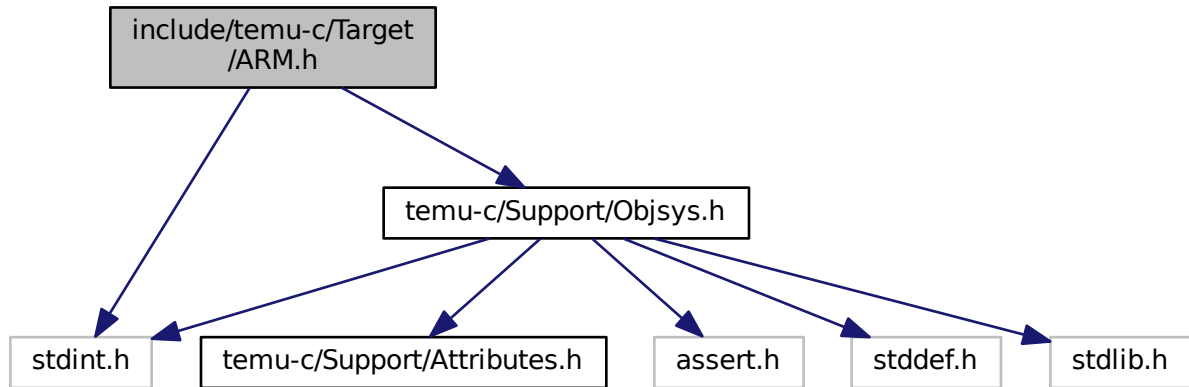 include/temu-c/Target
/ARM.h
temu-c/Support/Objsys.h
stdint.h
temu-c/Support/Attributes.h
assert.h
stddef.h
stdlib.h